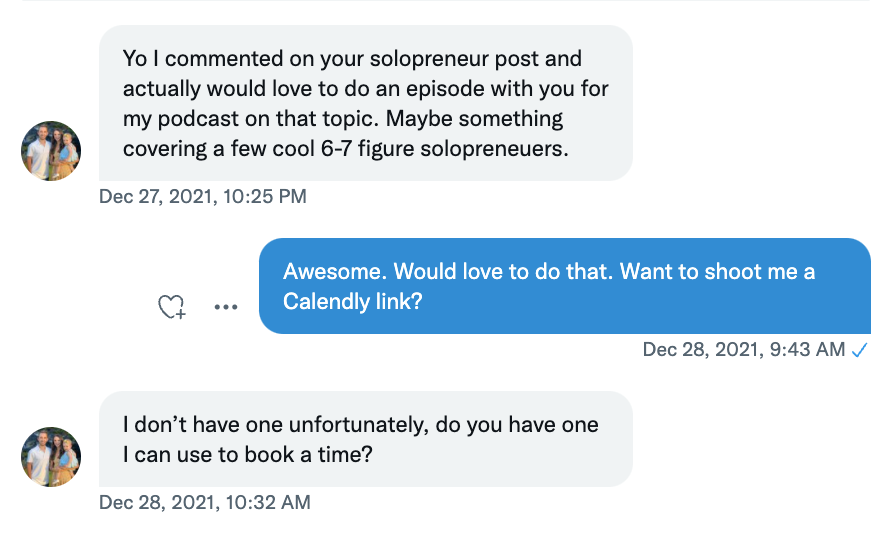 Yo I commented on your solopreneur post and
actually would love to do an episode with you for
my podcast on that topic. Maybe something
covering a few cool 6-7 figure solopreneuers.
Dec 27, 2021, 10:25 PM
Awesome. Would love to do that. Want to shoot me a
Calendly link?
Dec 28, 2021, 9:43 AM
I don’t have one unfortunately, do you have one
I can use to book a time?
Dec 28, 2021, 10:32 AM